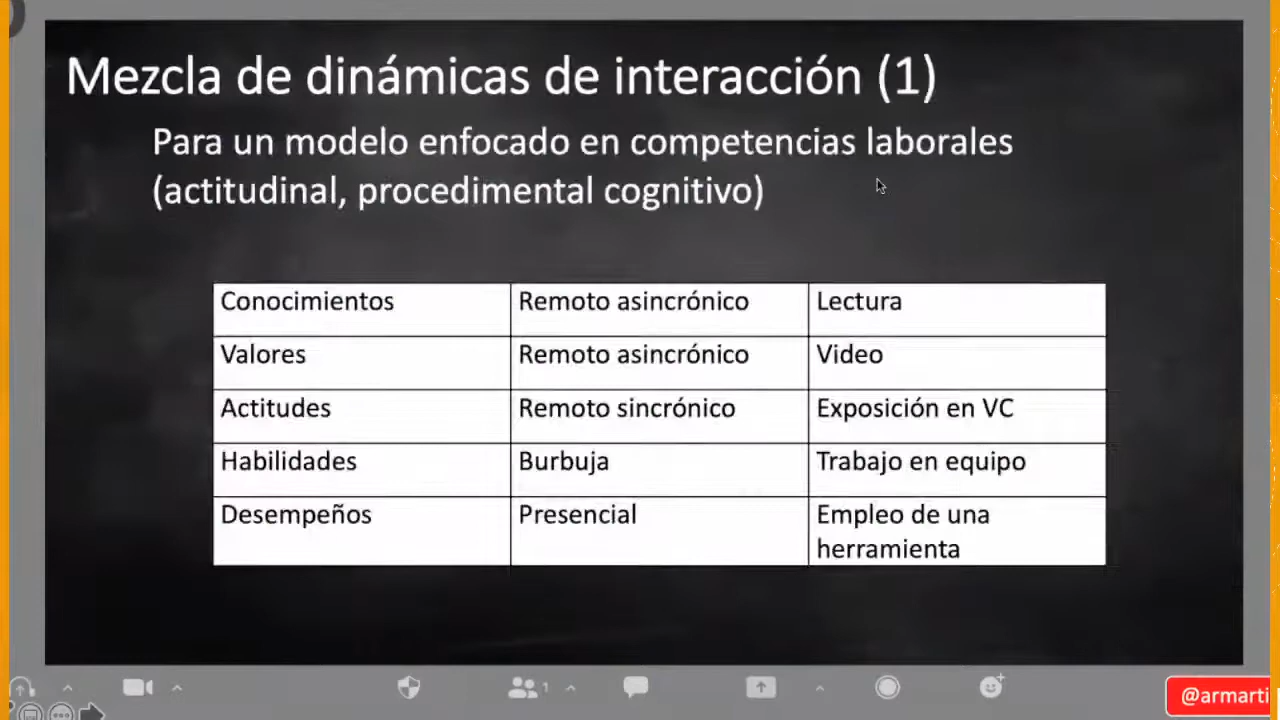 Mezcla de dinámicas de interacción (1)
Para un modelo enfocado en competencias laborales
(actitudinal, procedimental cognitivo)
Conocimientos Remoto asincrónico Lectura
Valores Remoto asincrónico Video
Actitudes Remoto sincrónico Exposición en VC
Habilidades Burbuja Trabajo en equipo
Desempeños Presencial Empleo de una
herramienta
1
@armarti